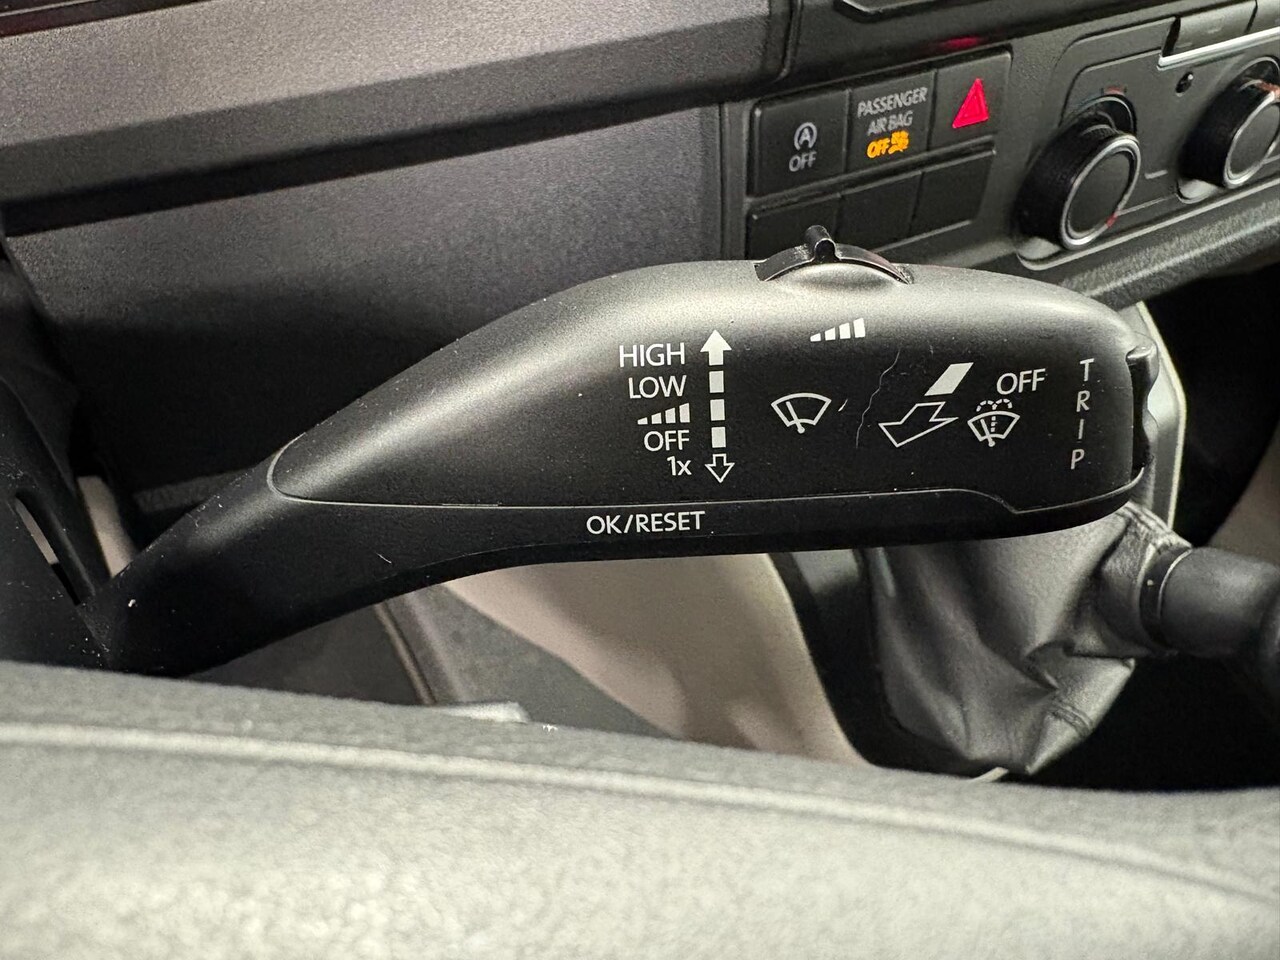 PASSENGER
AIR BAG
OFF
A
OFF
HIGH
LOW
OFF
1x
OFF
TRIP
OK/RESET